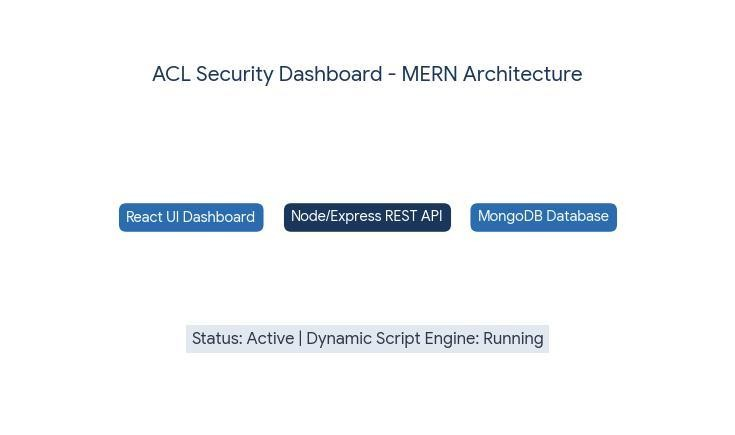 ACL Security Dashboard - MERN Architecture
React UI Dashboard
Node/Express REST API
MongoDB Database
Status: Active | Dynamic Script Engine: Running